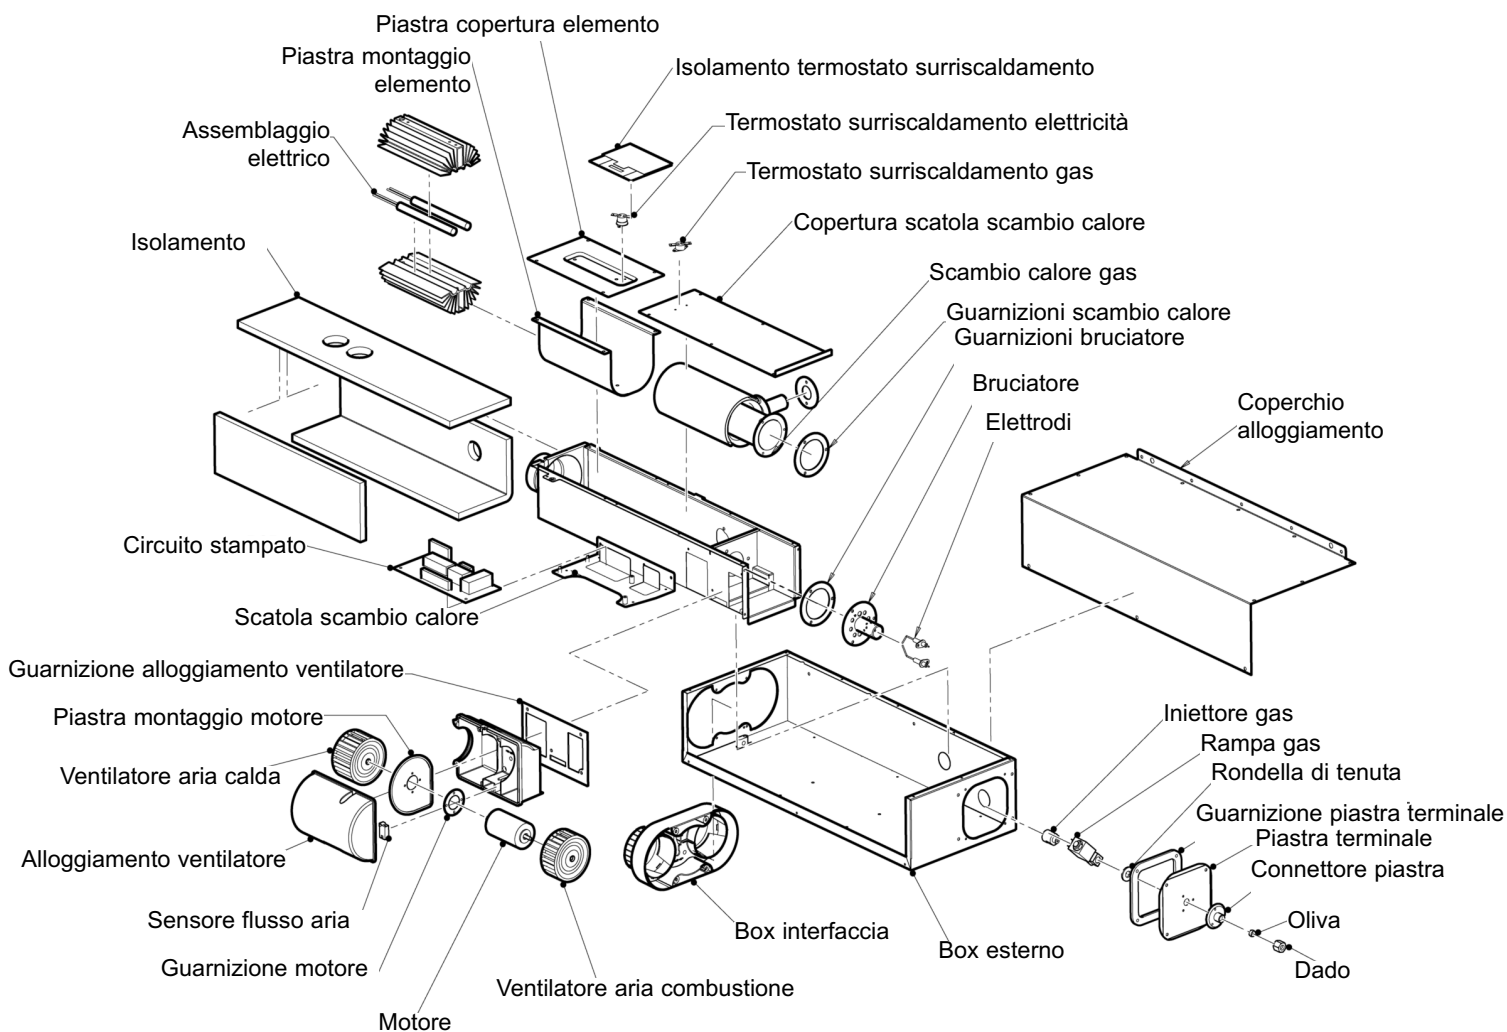 Piastra copertura elemento
Piastra montaggio
elemento
Isolamento termostato surriscaldamento
Assemblaggio
elettrico
Termostato surriscaldamento elettricità
Termostato surriscaldamento gas
Copertura scatola scambio calore
Isolamento
Scambio calore gas
Guarnizioni scambio calore
Guarnizioni bruciatore
Bruciatore
Elettrodi
Coperchio
alloggiamento
Circuito stampato
Scatola scambio calore
Guarnizione alloggiamento ventilatore
Piastra montaggio motore
Ventilatore aria calda
Alloggiamento ventilatore
Sensore flusso aria
Guarnizione motore
Motore
Ventilatore aria combustione
Box interfaccia
Box esterno
Iniettore gas
Rampa gas
Rondella di tenuta
Guarnizione piastra terminale
Piastra terminale
Connettore piastra
Oliva
Dado